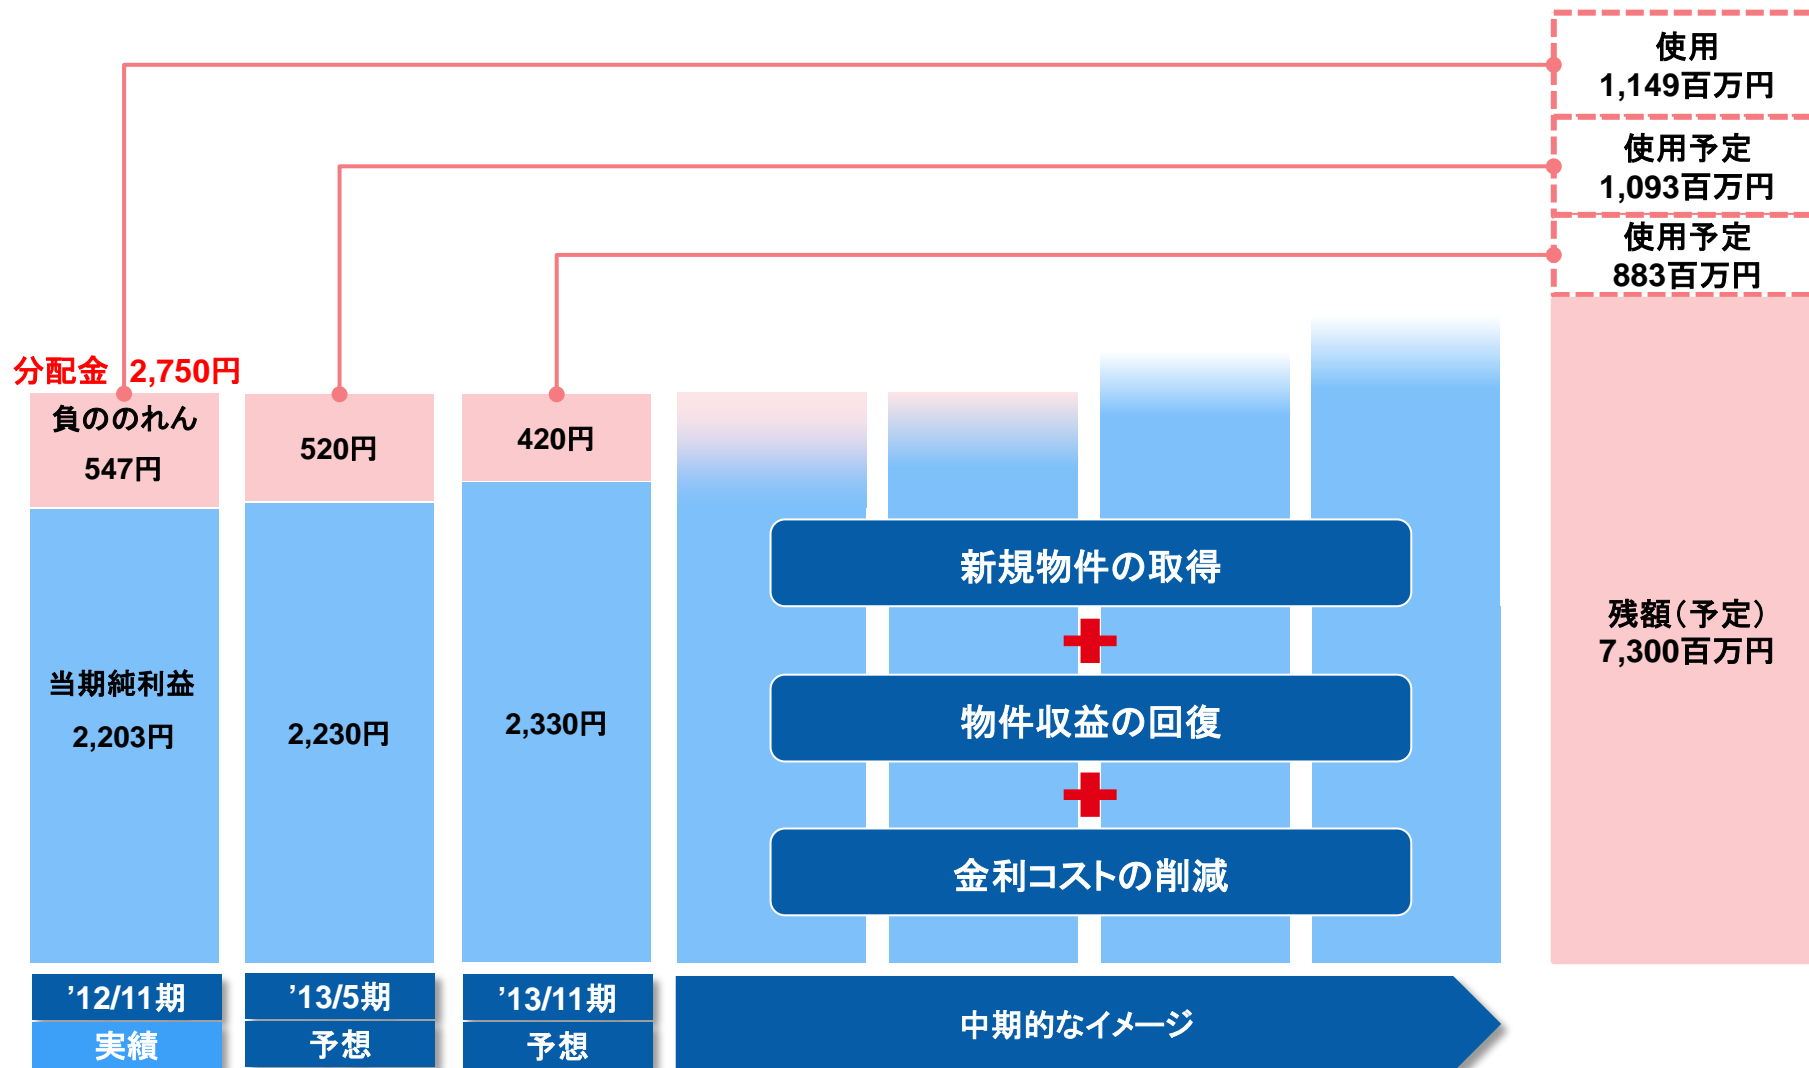 使用
1,149百万円
使用予定
1,093百万円
使用予定
883百万円
分配金 2,750円
負ののれん
547円
520円
420円
新規物件の取得
残額（予定）
7,300百万円
当期純利益
2,203円
2,230円
2,330円
物件収益の回復
金利コストの削減
’12/11期
’13/5期
’13/11期
中期的なイメージ
実績
予想
予想